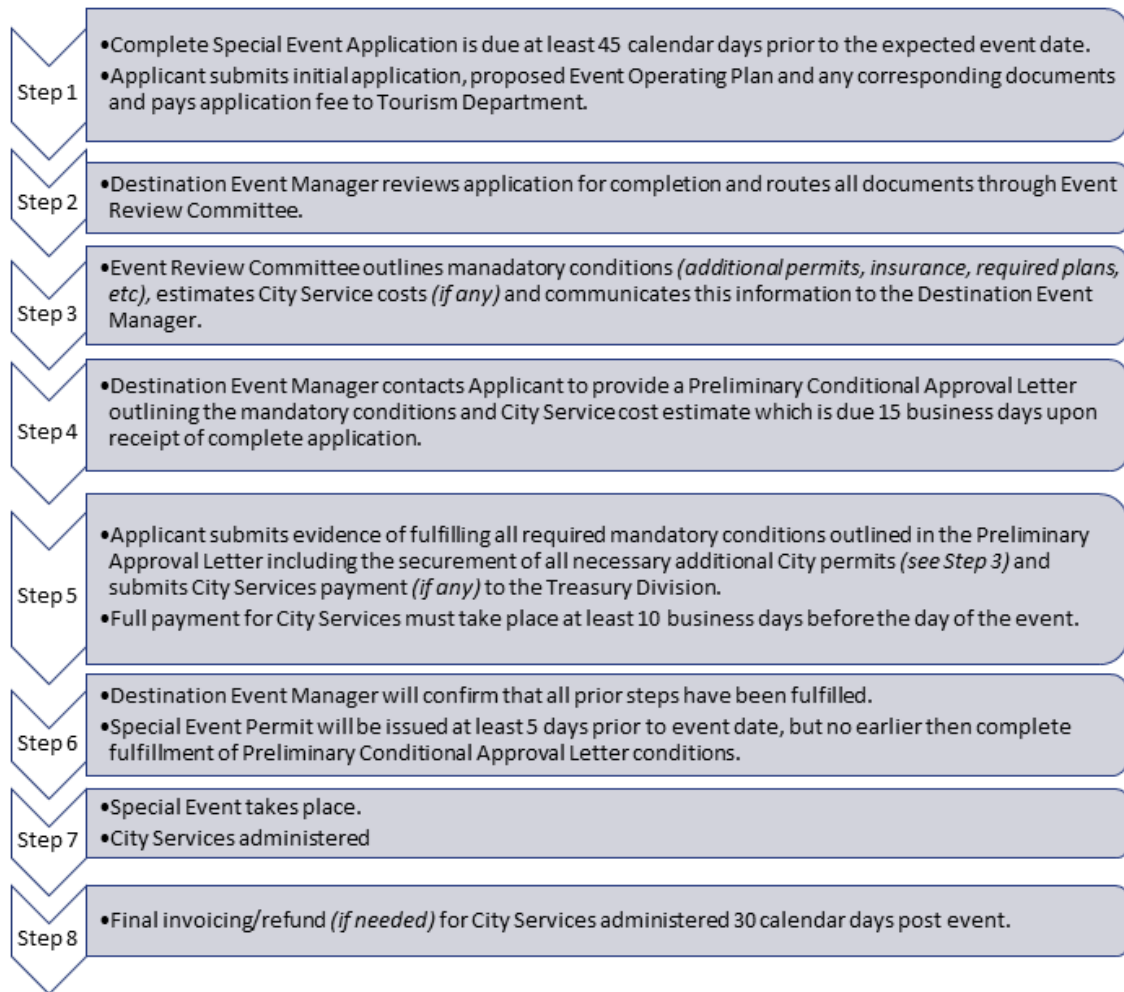 Step 1
•Complete Special Event Application is due at least 45 calendar days prior to the expected event date.
•Applicant submits initial application, proposed Event Operating Plan and any corresponding documents
and pays application fee to Tourism Department.
Step 2
•Destination Event Manager reviews application for completion and routes all documents through Event
Review Committee.
Step 3
•Event Review Committee outlines manadatory conditions (additional permits, insurance, required plans,
etc), estimates City Service costs (if any) and communicates this information to the Destination Event
Manager.
Step 4
•Destination Event Manager contacts Applicant to provide a Preliminary Conditional Approval Letter
outlining the mandatory conditions and City Service cost estimate which is due 15 business days upon
receipt of complete application.
Step 5
•Applicant submits evidence of fulfilling all required mandatory conditions outlined in the Preliminary
Approval Letter including the securement of all necessary additional City permits (see Step 3) and
submits City Services payment (if any) to the Treasury Division.
•Full payment for City Services must take place at least 10 business days before the day of the event.
Step 6
•Destination Event Manager will confirm that all prior steps have been fulfilled.
•Special Event Permit will be issued at least 5 days prior to event date, but no earlier then complete
fulfillment of Preliminary Conditional Approval Letter conditions.
Step 7
•Special Event takes place.
•City Services administered
Step 8
•Final invoicing/refund (if needed) for City Services administered 30 calendar days post event.